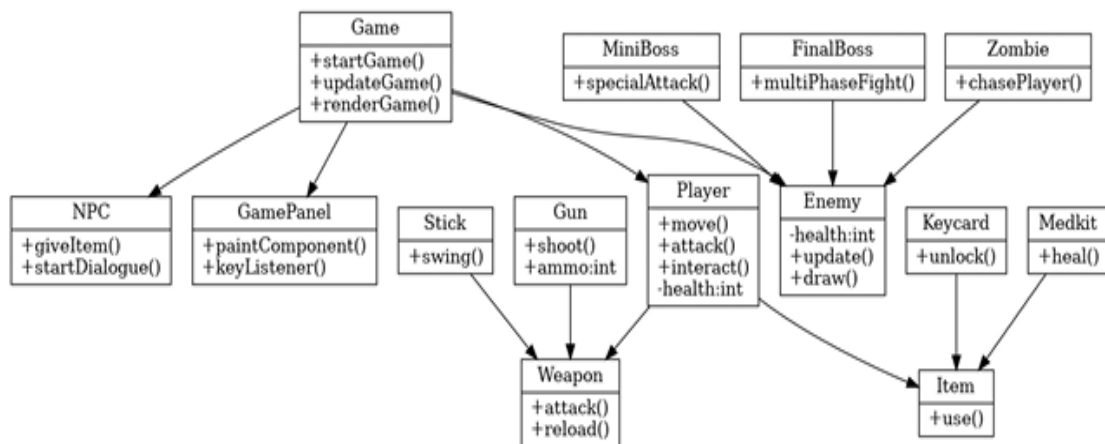 Game
+startGame()
+updateGame()
+renderGame()
MiniBoss
+specialAttack()
FinalBoss
+multiPhaseFight()
Zombie
+chasePlayer()
NPC
+giveItem()
+startDialogue()
GamePanel
+paintComponent()
+keyListener()
Stick
+swing()
Gun
+shoot()
+ammo:int
Player
+move()
+attack()
+interact()
-health:int
Enemy
-health:int
+update()
+draw()
Keycard
+unlock()
Medkit
+heal()
Weapon
+attack()
+reload()
Item
+use()